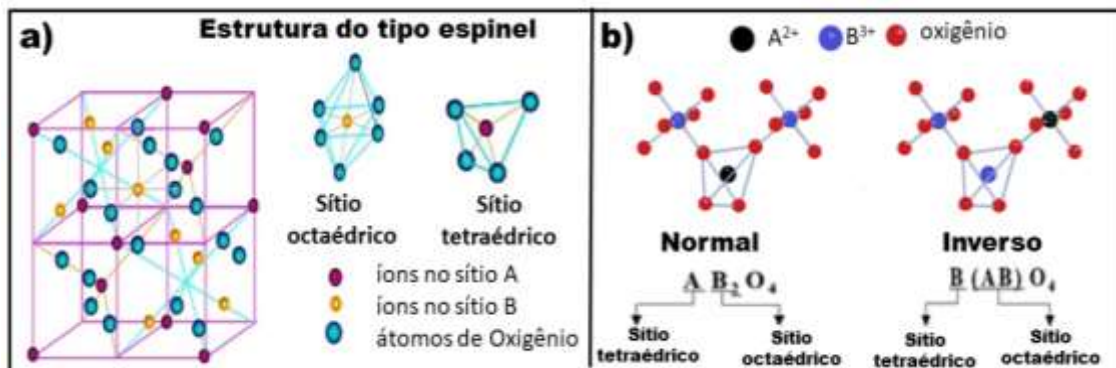 a)
Estrutura do tipo espinel
Sítio
octaédrico
Sítio
tetraédrico
íons no sítio A
íons no sítio B
átomos de Oxigênio
b)
A²⁺ B³⁺ oxigênio
Normal
A B₂ O₄
Sítio
tetraédrico
Sítio
octaédrico
Inverso
B (AB) O₄
Sítio
tetraédrico
Sítio
octaédrico